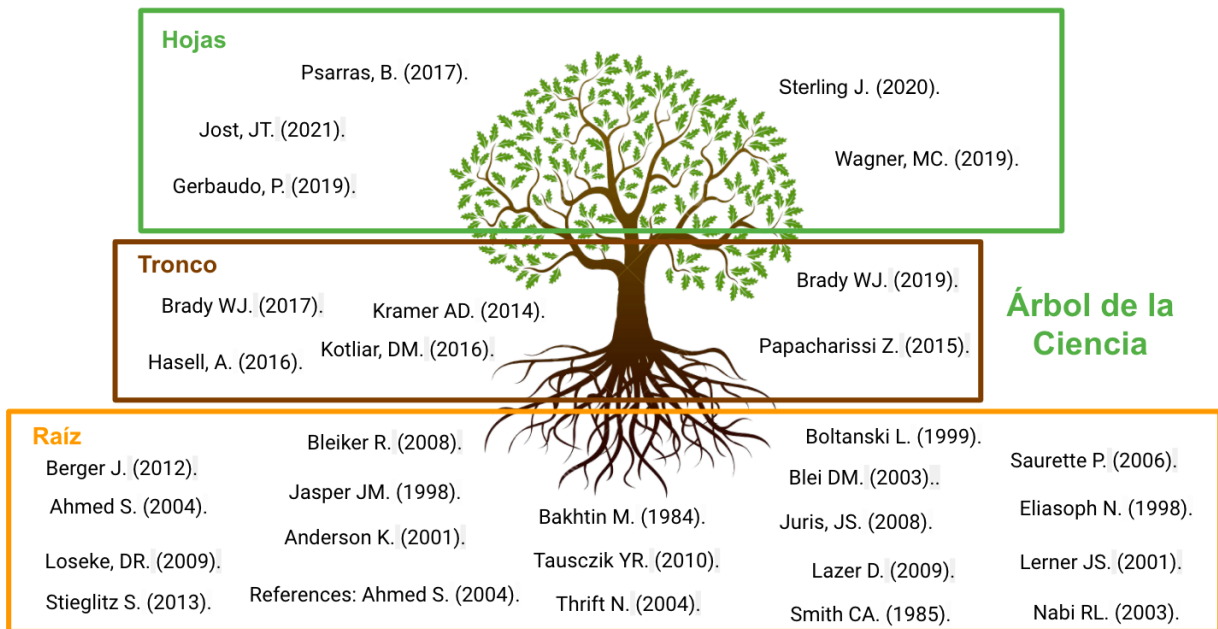 Hojas
Psarras, B. (2017).
Sterling J. (2020).
Jost, JT. (2021).
Wagner, MC. (2019).
Gerbaudo, P. (2019).
Tronco
Brady WJ. (2019).
Brady WJ. (2017).
Kramer AD. (2014).
Hasell, A. (2016).
Kotliar, DM. (2016).
Papacharissi Z. (2015).
Árbol de la
Ciencia
Raíz
Berger J. (2012).
Ahmed S. (2004).
Loseke, DR. (2009).
Stieglitz S. (2013).
Bleiker R. (2008).
Jasper JM. (1998).
Anderson K. (2001).
References: Ahmed S. (2004).
Bakhtin M. (1984).
Tausczik YR. (2010).
Thrift N. (2004).
Boltanski L. (1999).
Blei DM. (2003)..
Juris, JS. (2008).
Lazer D. (2009).
Smith CA. (1985).
Saurette P. (2006).
Eliasoph N. (1998).
Lerner JS. (2001).
Nabi RL. (2003).